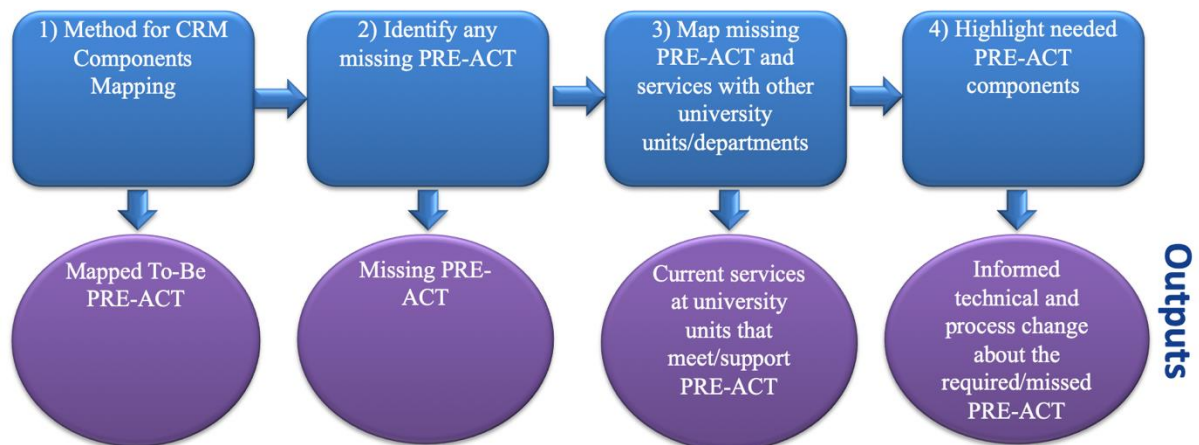 1) Method for CRM
Components
Mapping
2) Identify any
missing PRE-ACT
3) Map missing
PRE-ACT and
services with other
university
units/departments
4) Highlight needed
PRE-ACT
components
Mapped To-Be
PRE-ACT
Missing PRE-
ACT
Current services
at university
units that
meet/support
PRE-ACT
Informed
technical and
process change
about the
required/missed
PRE-ACT
Outputs